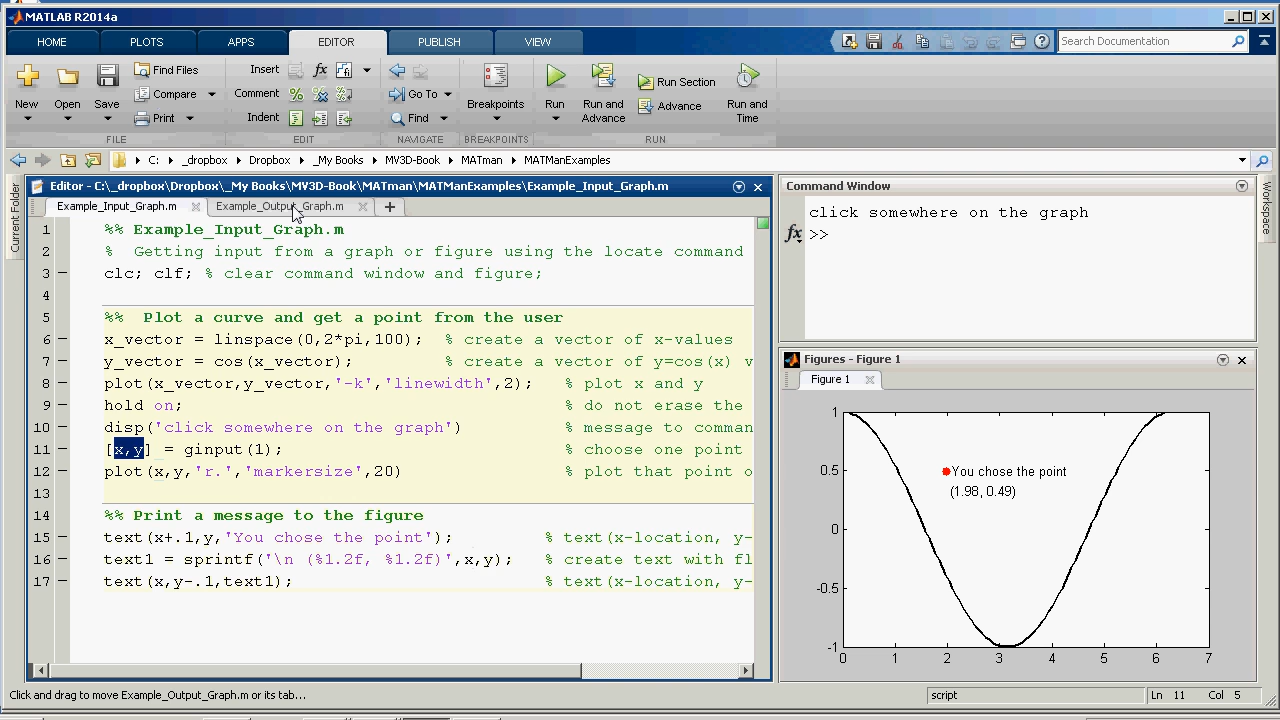 MATLAB R2014a
HOME PLOTS APPS EDITOR PUBLISH VIEW Search Documentation
New Open Save Find Files Compare Print
Insert fx Comment Indent
Go To Find
Breakpoints
Run Run and Advance Run Section Advance Run and Time
FILE EDIT NAVIGATE BREAKPOINTS RUN
C: _dropbox Dropbox _My Books MV3D-Book MATman MATManExamples
Current Folder
Editor - C:\_dropbox\Dropbox\_My Books\MV3D-Book\MATman\MATManExamples\Example_Input_Graph.m
Example_Input_Graph.m Example_Output_Graph.m
1 %% Example_Input_Graph.m
2 % Getting input from a graph or figure using the locate command
3 clc; clf; % clear command window and figure;
4
5 %% Plot a curve and get a point from the user
6 x_vector = linspace(0,2*pi,100); % create a vector of x-values
7 y_vector = cos(x_vector); % create a vector of y=cos(x) v
8 plot(x_vector,y_vector,'-k','linewidth',2); % plot x and y
9 hold on; % do not erase the
10 disp('click somewhere on the graph') % message to comman
11 [x,y] = ginput(1); % choose one point
12 plot(x,y,'r.','markersize',20) % plot that point o
13
14 %% Print a message to the figure
15 text(x+.1,y,'You chose the point'); % text(x-location, y-
16 text1 = sprintf('\n (%1.2f, %1.2f)',x,y); % create text with fl
17 text(x,y-.1,text1); % text(x-location, y-
Command Window
click somewhere on the graph
fx >>
Workspace
Figures - Figure 1
Figure 1
1
0.5
0
-0.5
-1
You chose the point
(1.98, 0.49)
0 1 2 3 4 5 6 7
Click and drag to move Example_Output_Graph.m or its tab...
script
Ln 11 Col 5